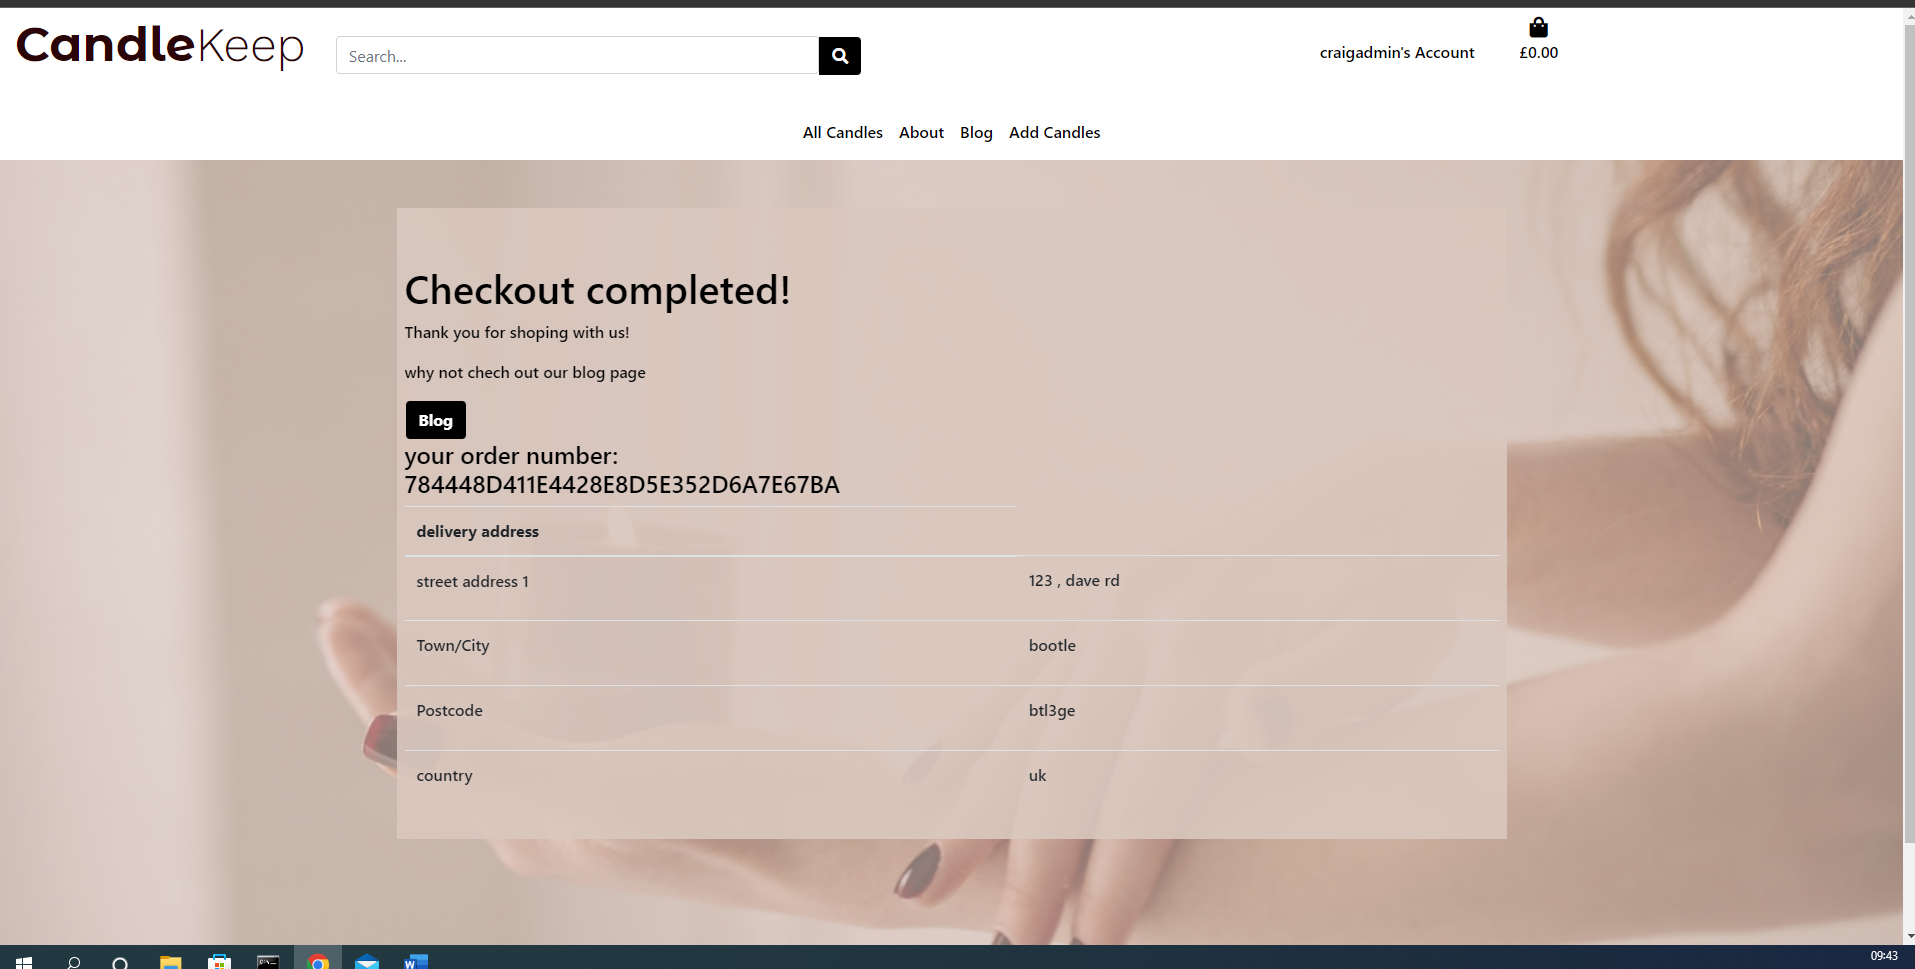 CandleKeep
Search...
craigadmin's Account
£0.00
All Candles About Blog Add Candles
Checkout completed!
Thank you for shoping with us!
why not chech out our blog page
Blog
your order number:
784448D411E4428E8D5E352D6A7E67BA
delivery address
street address 1 123 , dave rd
Town/City bootle
Postcode btl3ge
country uk
09:43